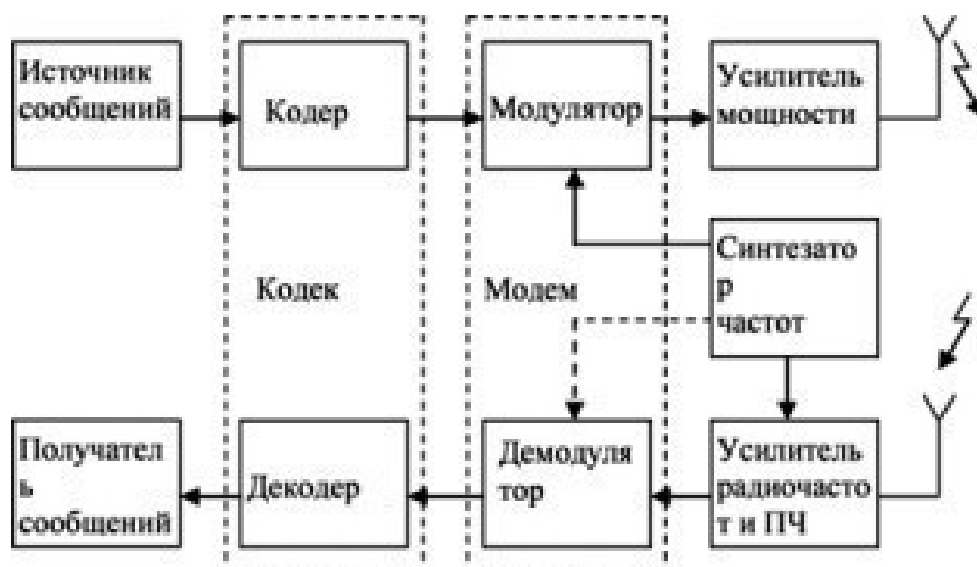 Источник
сообщений
Кодер
Модулятор
Усилитель
мощности
Кодек
Модем
Синтезато
р
частот
Получател
ь
сообщений
Декодер
Демодуля
тор
Усилитель
радиочасто
т и ПЧ